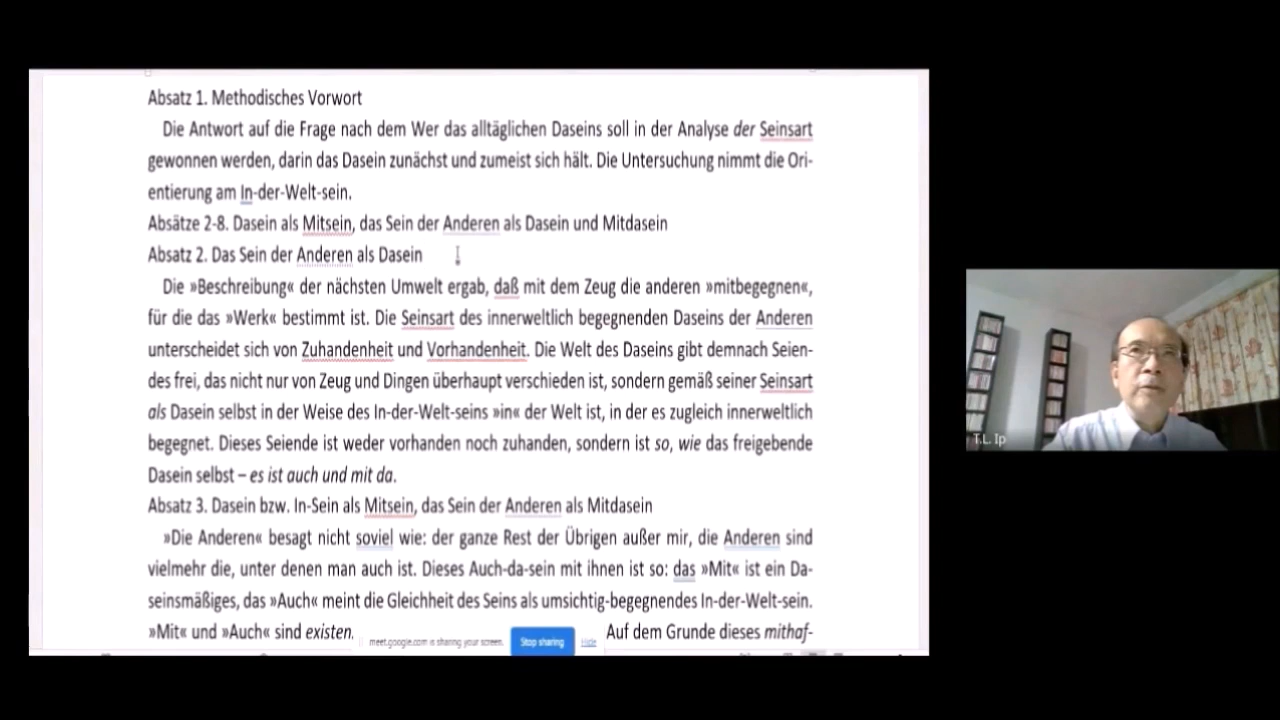 Absatz 1. Methodisches Vorwort
Die Antwort auf die Frage nach dem Wer das alltäglichen Daseins soll in der Analyse der Seinsart
gewonnen werden, darin das Dasein zunächst und zumeist sich hält. Die Untersuchung nimmt die Ori-
entierung am In-der-Welt-sein.
Absätze 2-8. Dasein als Mitsein, das Sein der Anderen als Dasein und Mitdasein
Absatz 2. Das Sein der Anderen als Dasein
Die »Beschreibung« der nächsten Umwelt ergab, daß mit dem Zeug die anderen »mitbegegnen«,
für die das »Werk« bestimmt ist. Die Seinsart des innerweltlich begegnenden Daseins der Anderen
unterscheidet sich von Zuhandenheit und Vorhandenheit. Die Welt des Daseins gibt demnach Seien-
des frei, das nicht nur von Zeug und Dingen überhaupt verschieden ist, sondern gemäß seiner Seinsart
als Dasein selbst in der Weise des In-der-Welt-seins »in« der Welt ist, in der es zugleich innerweltlich
begegnet. Dieses Seiende ist weder vorhanden noch zuhanden, sondern ist so, wie das freigebende
Dasein selbst – es ist auch und mit da.
Absatz 3. Dasein bzw. In-Sein als Mitsein, das Sein der Anderen als Mitdasein
»Die Anderen« besagt nicht soviel wie: der ganze Rest der Übrigen außer mir, die Anderen sind
vielmehr die, unter denen man auch ist. Dieses Auch-da-sein mit ihnen ist so: das »Mit« ist ein Da-
seinsmäßiges, das »Auch« meint die Gleichheit des Seins als umsichtig-begegnendes In-der-Welt-sein.
»Mit« und »Auch« sind existen. Auf dem Grunde dieses mithaf-
meet.google.com is sharing your screen. Stop sharing Hide
T.L. Ip